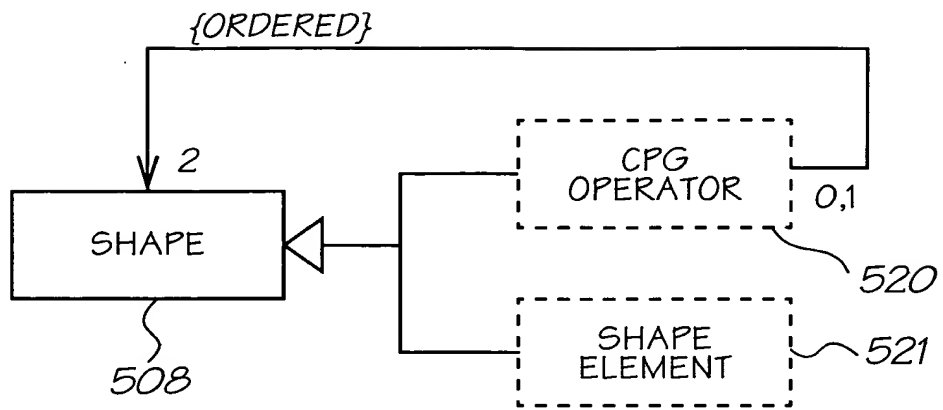 {ORDERED}
2
SHAPE
508
CPG
OPERATOR
0,1
520
SHAPE
ELEMENT
521